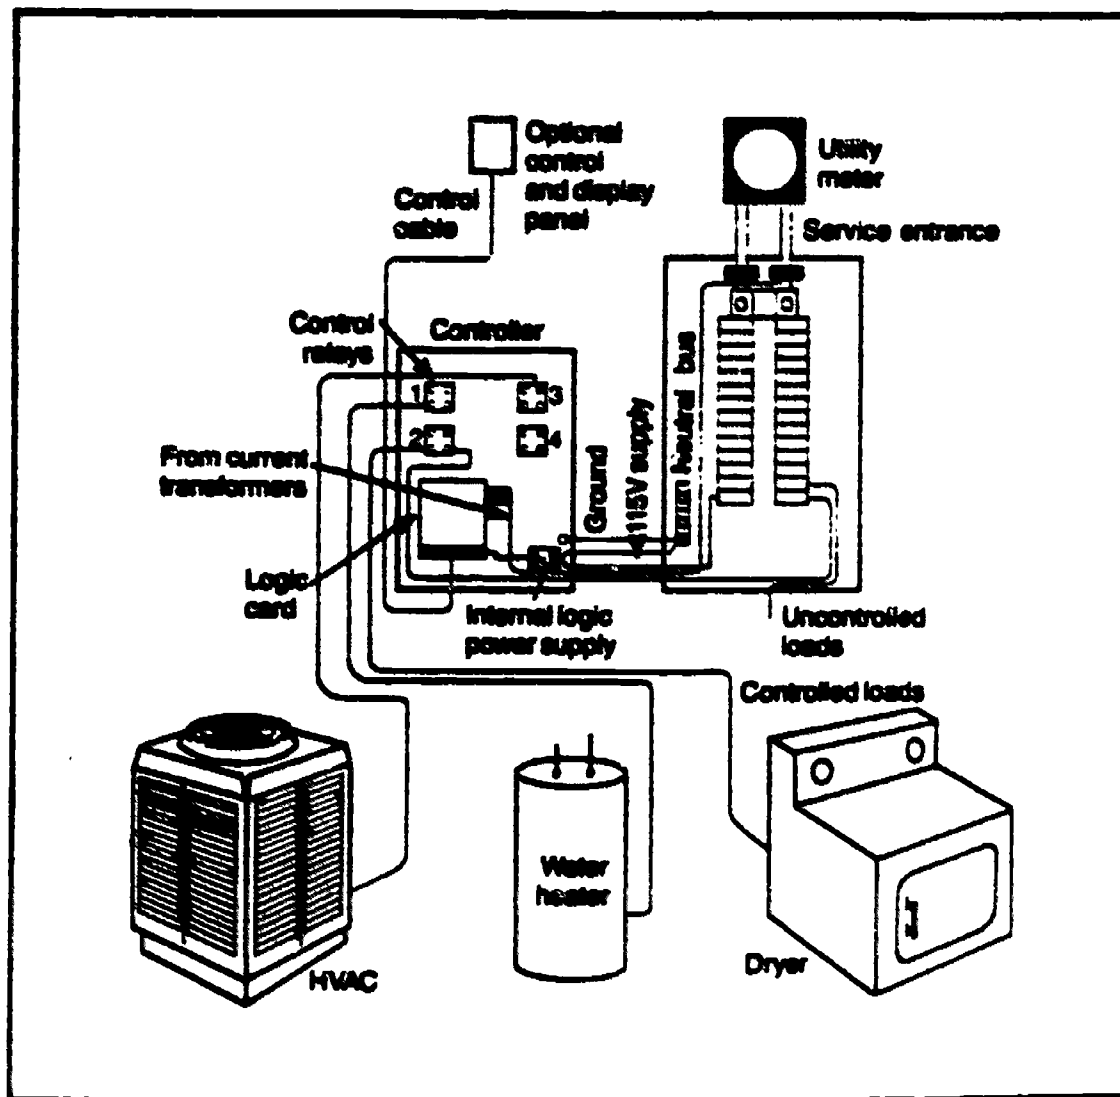 Optional
control
and display
panel
Utility
meter
Control
cable
Service entrance
Control
relays
Controller
1
3
2
4
From current
transformers
Ground
115V supply
Neutral bus
Logic
card
Internal logic
power supply
Uncontrolled
loads
Controlled loads
Water
heater
Dryer
HVAC